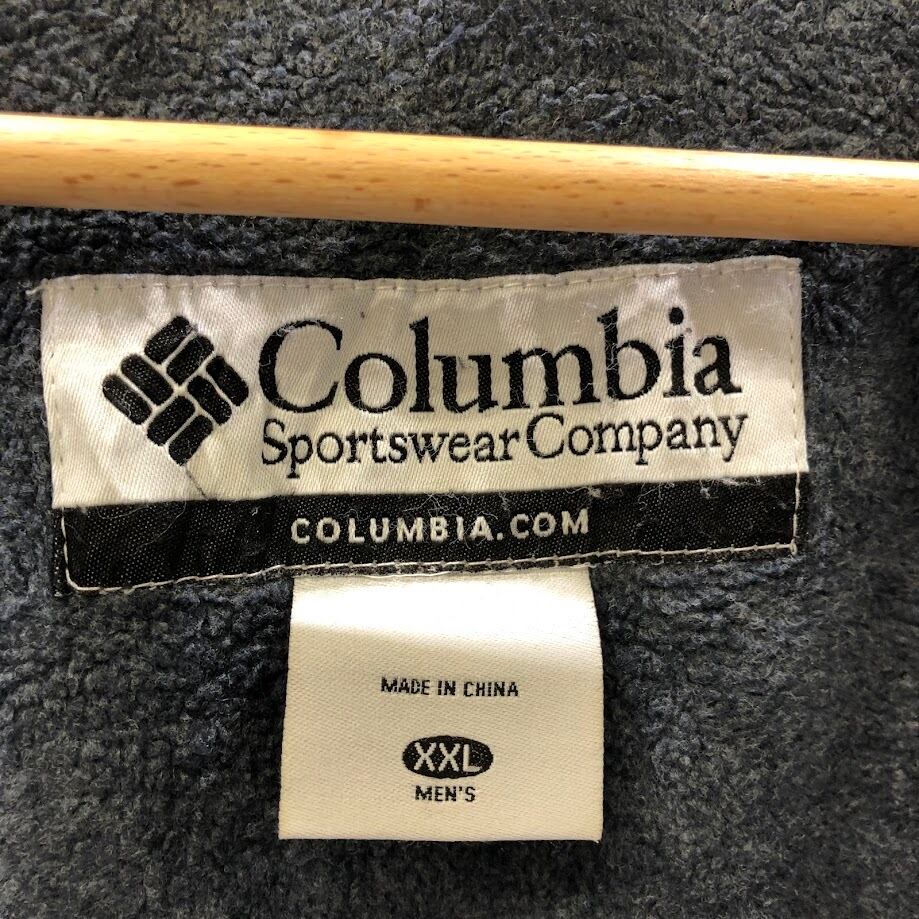 Columbia
Sportswear Company
COLUMBIA.COM
MADE IN CHINA
XXL
MEN'S